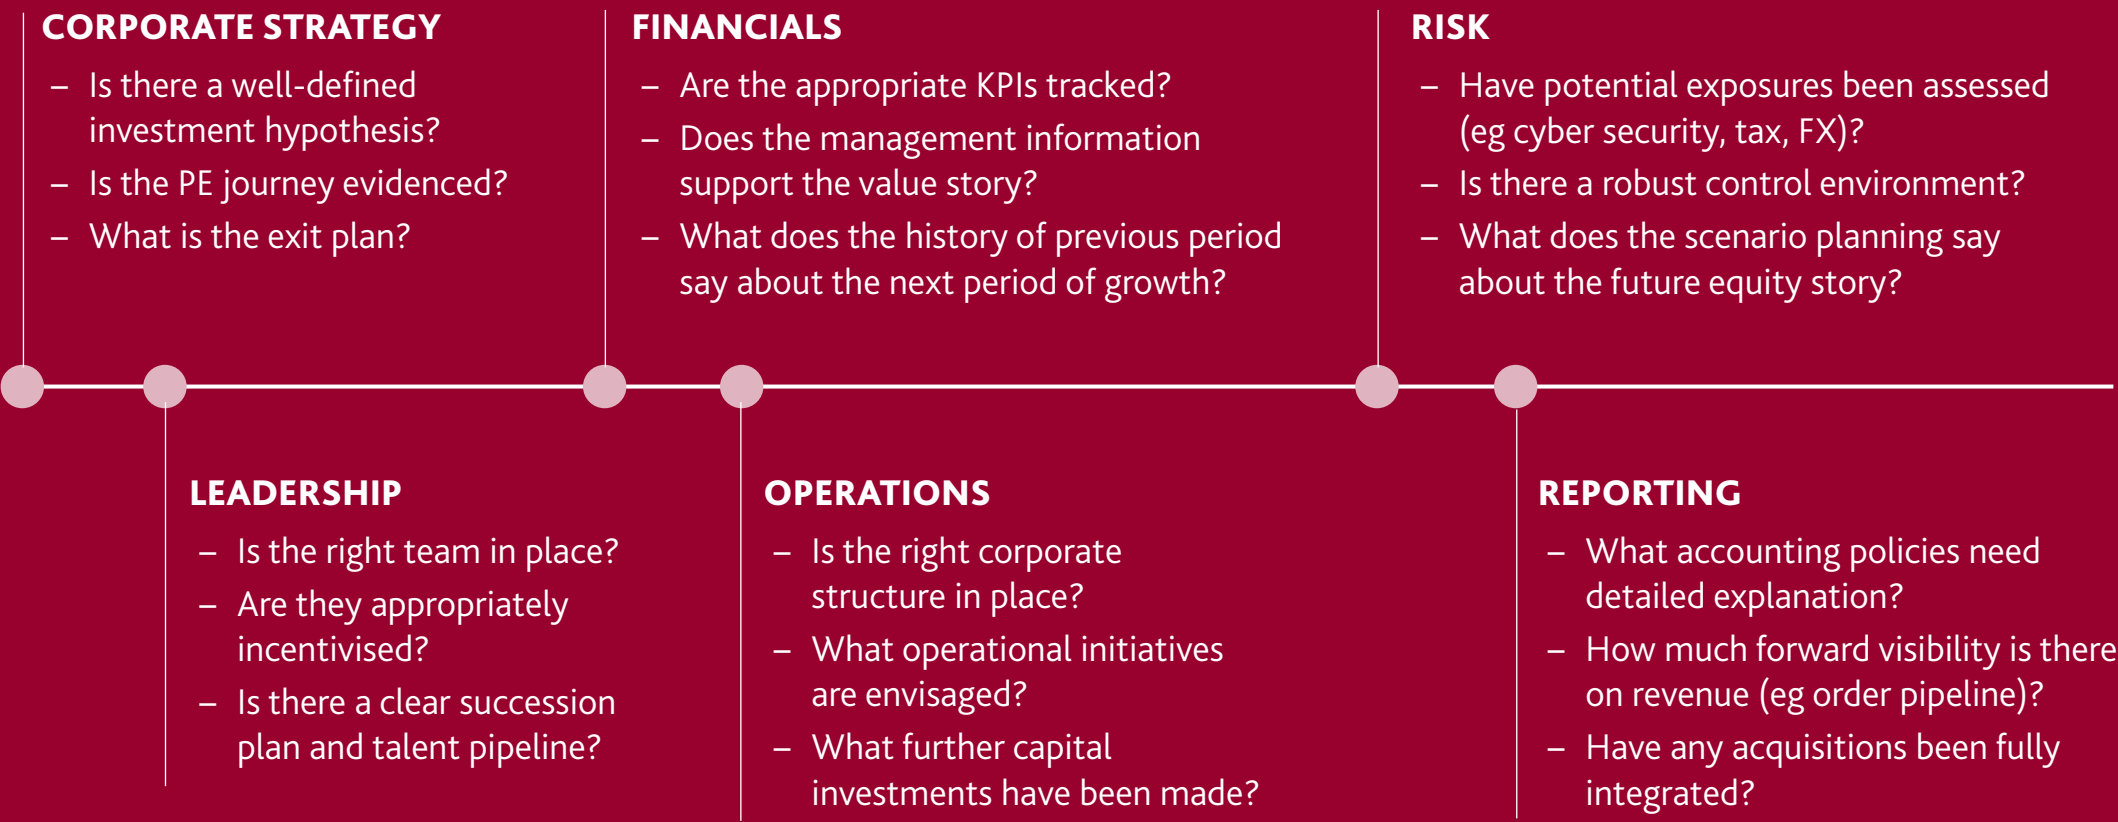 CORPORATE STRATEGY
– Is there a well-defined
investment hypothesis?
– Is the PE journey evidenced?
– What is the exit plan?
FINANCIALS
– Are the appropriate KPIs tracked?
– Does the management information
support the value story?
– What does the history of previous period
say about the next period of growth?
RISK
– Have potential exposures been assessed
(eg cyber security, tax, FX)?
– Is there a robust control environment?
– What does the scenario planning say
about the future equity story?
LEADERSHIP
– Is the right team in place?
– Are they appropriately
incentivised?
– Is there a clear succession
plan and talent pipeline?
OPERATIONS
– Is the right corporate
structure in place?
– What operational initiatives
are envisaged?
– What further capital
investments have been made?
REPORTING
– What accounting policies need
detailed explanation?
– How much forward visibility is there
on revenue (eg order pipeline)?
– Have any acquisitions been fully
integrated?